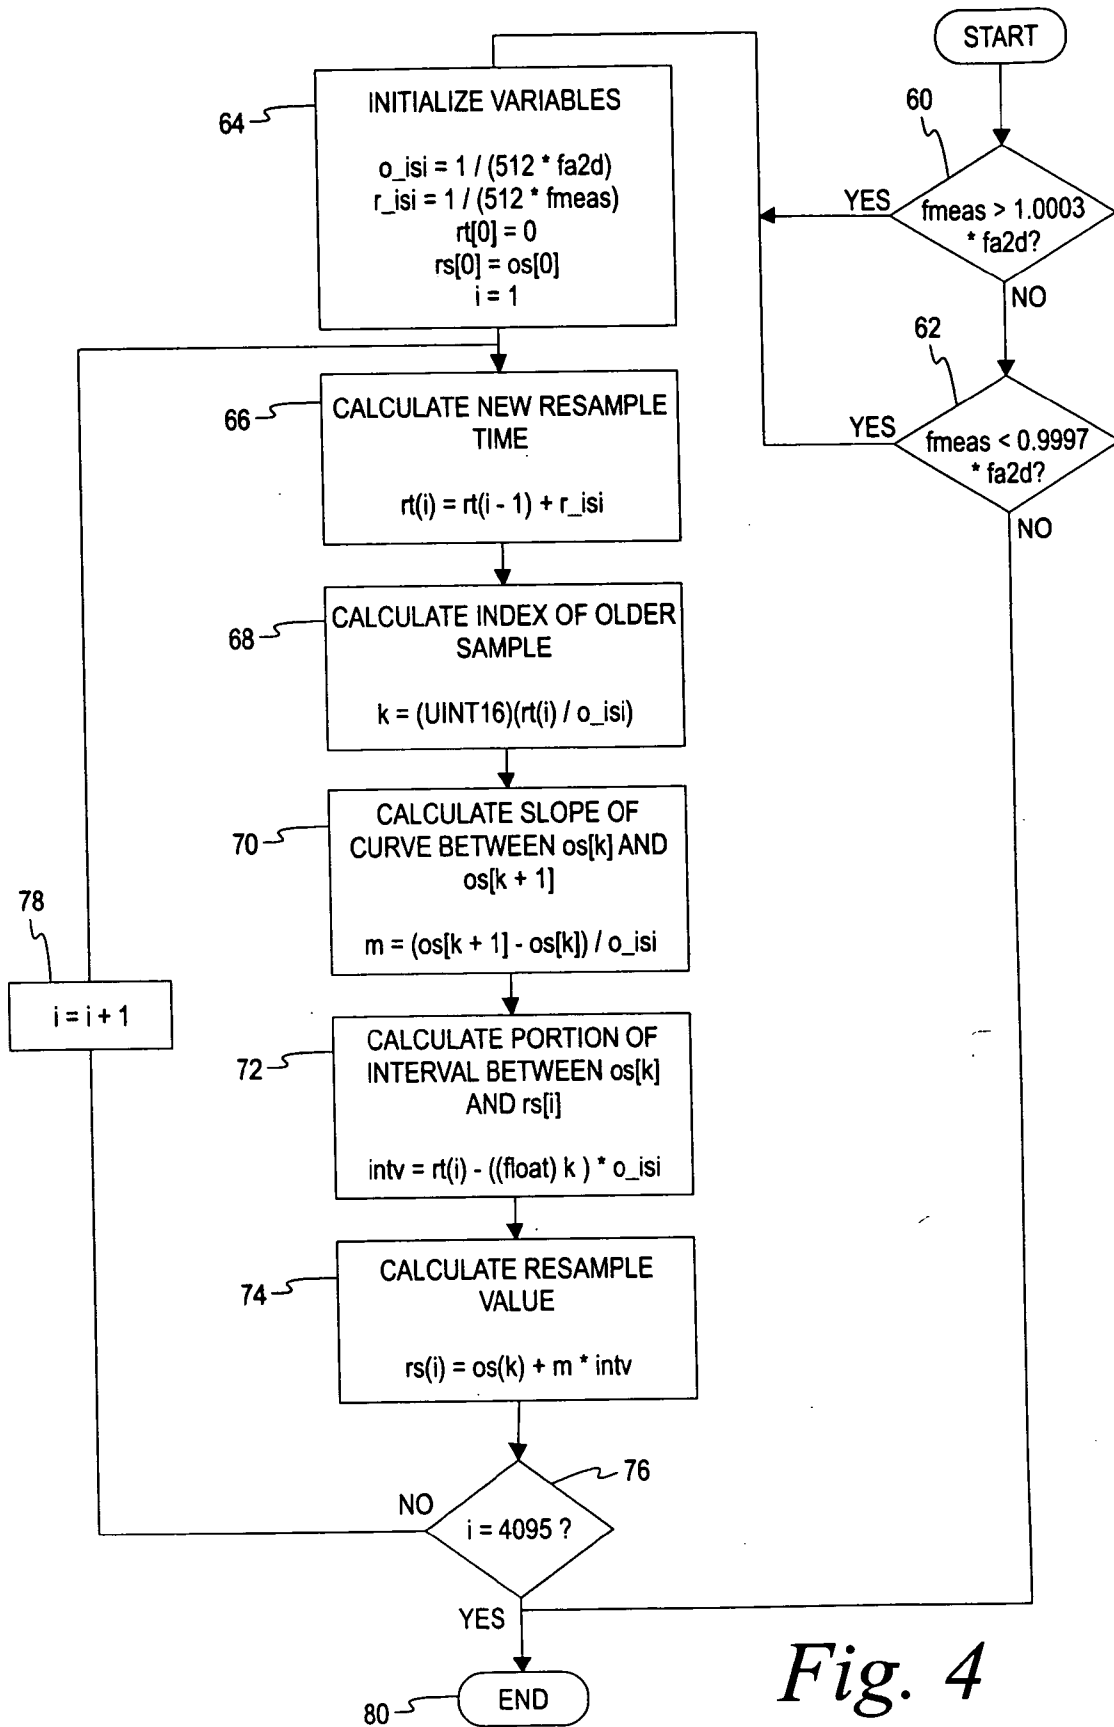 START
60
YES
fmeas > 1.0003
* fa2d?
NO
62
YES
fmeas < 0.9997
* fa2d?
NO
64
INITIALIZE VARIABLES
o_isi = 1 / (512 * fa2d)
r_isi = 1 / (512 * fmeas)
rt[0] = 0
rs[0] = os[0]
i = 1
66
CALCULATE NEW RESAMPLE
TIME
rt(i) = rt(i - 1) + r_isi
68
CALCULATE INDEX OF OLDER
SAMPLE
k = (UINT16)(rt(i) / o_isi)
70
CALCULATE SLOPE OF
CURVE BETWEEN os[k] AND
os[k + 1]
m = (os[k + 1] - os[k]) / o_isi
78
i = i + 1
72
CALCULATE PORTION OF
INTERVAL BETWEEN os[k]
AND rs[i]
intv = rt(i) - ((float) k ) * o_isi
74
CALCULATE RESAMPLE
VALUE
rs(i) = os(k) + m * intv
76
NO
i = 4095 ?
YES
80
END
Fig. 4